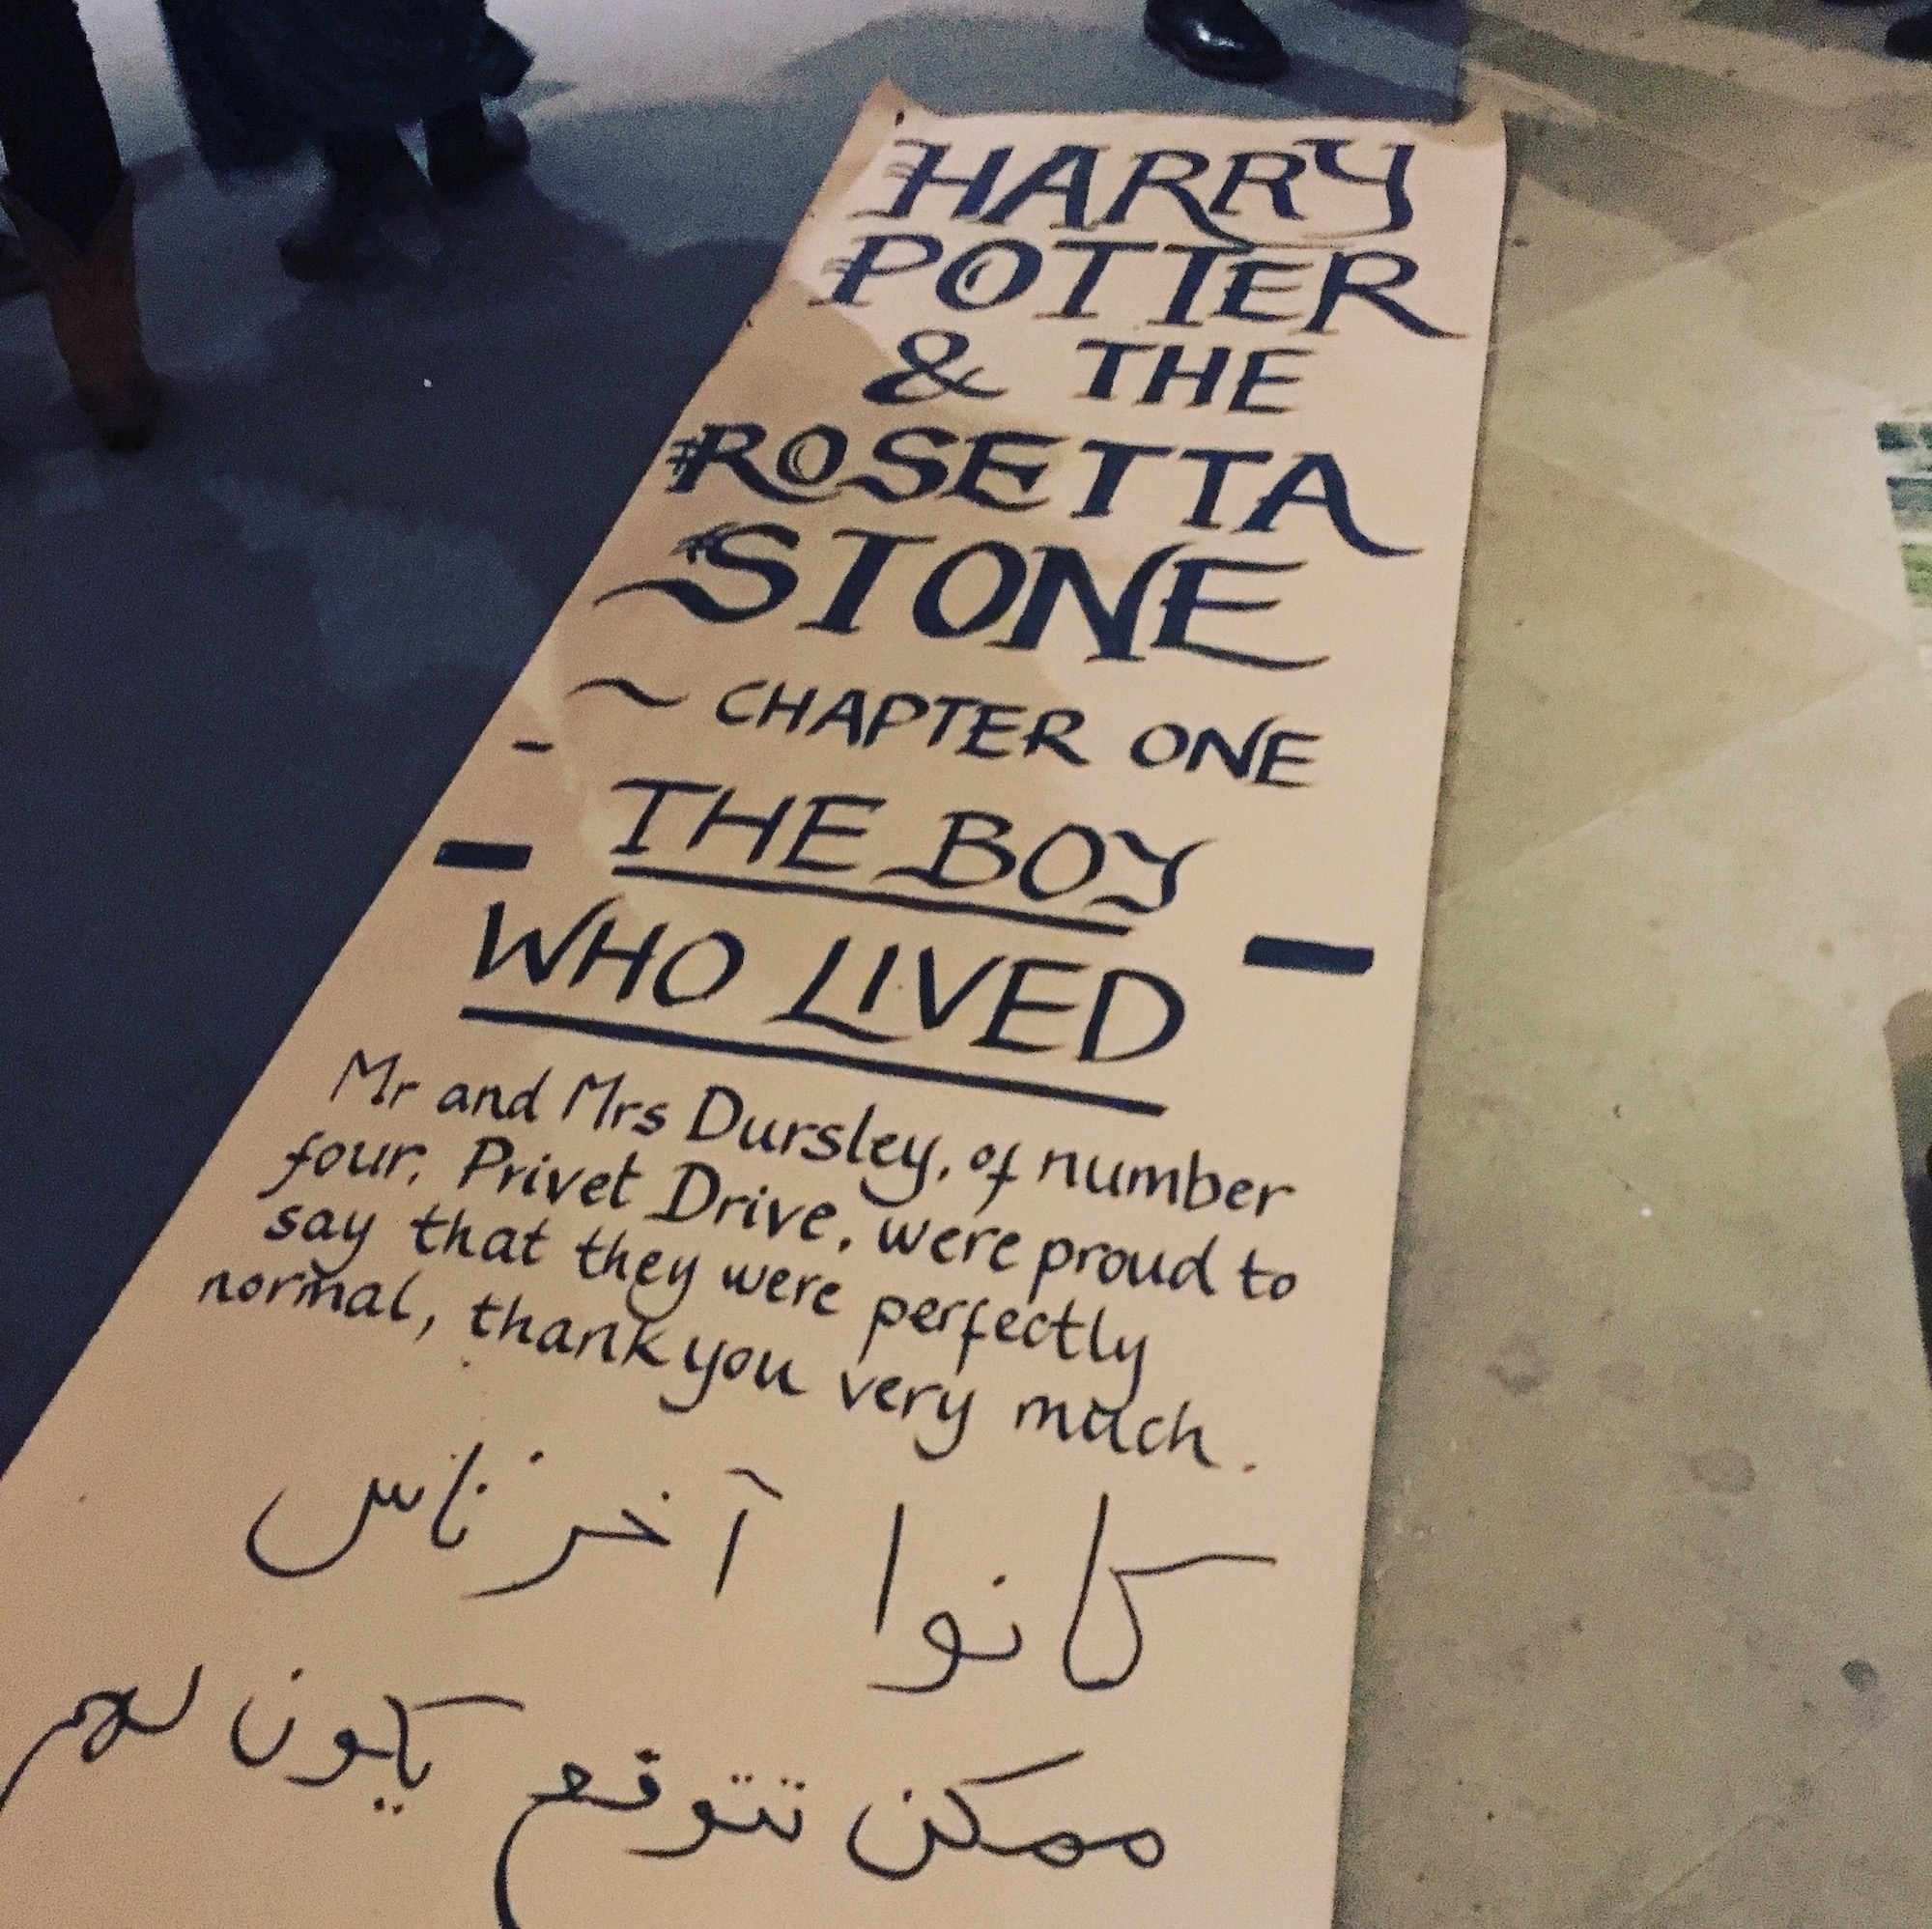 HARRY
POTTER
& THE
ROSETTA
STONE
~ CHAPTER ONE
THE BOY
WHO LIVED
Mr and Mrs Dursley, of number
four, Privet Drive, were proud to
say that they were perfectly
normal, thank you very much.
كانوا آخر ناس
ممكن تتوقع يكون لهم